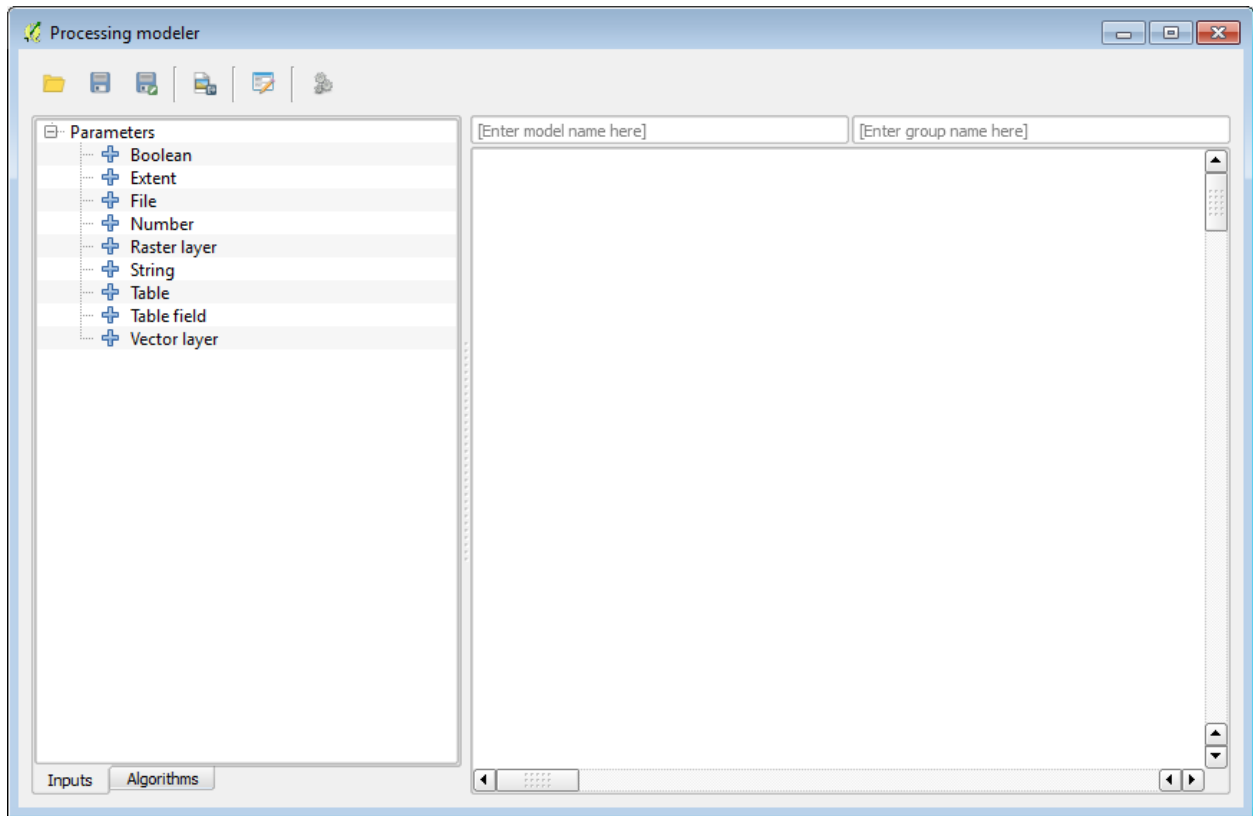 Processing modeler
Parameters
Boolean
Extent
File
Number
Raster layer
String
Table
Table field
Vector layer
Inputs
Algorithms
[Enter model name here]
[Enter group name here]